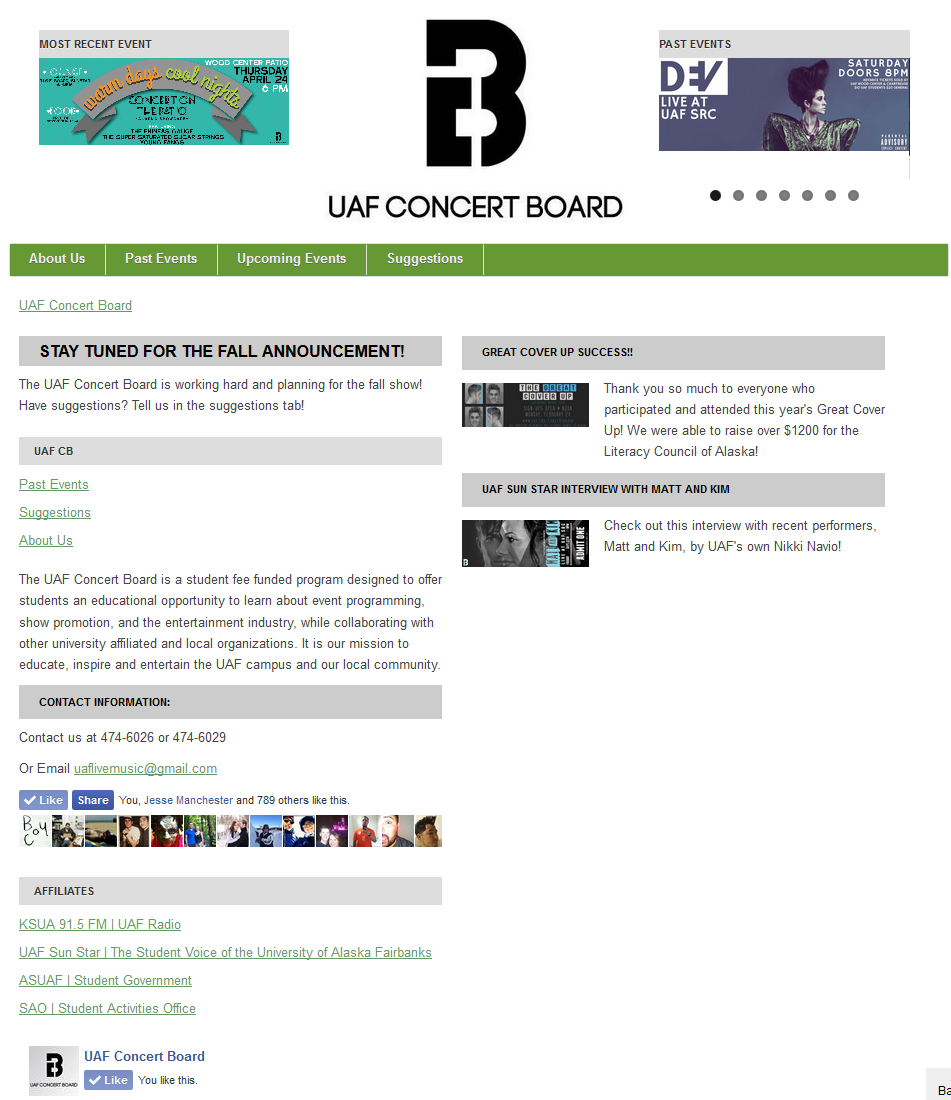 MOST RECENT EVENT
WOOD CENTER PATIO
THURSDAY
APRIL 24
6 PM
warm days cool nights
CONCERT ON
THE PATIO
THE PHINEAS GAUGE
THE SUPER SATURATED SUGAR STRINGS
YOUNG FANGS
B
UAF CONCERT BOARD
PAST EVENTS
DEV
LIVE AT
UAF SRC
SATURDAY
DOORS 8PM
PARENTAL
ADVISORY
About Us
Past Events
Upcoming Events
Suggestions
UAF Concert Board
STAY TUNED FOR THE FALL ANNOUNCEMENT!
The UAF Concert Board is working hard and planning for the fall show!
Have suggestions? Tell us in the suggestions tab!
UAF CB
Past Events
Suggestions
About Us
The UAF Concert Board is a student fee funded program designed to offer
students an educational opportunity to learn about event programming,
show promotion, and the entertainment industry, while collaborating with
other university affiliated and local organizations. It is our mission to
educate, inspire and entertain the UAF campus and our local community.
CONTACT INFORMATION:
Contact us at 474-6026 or 474-6029
Or Email uaflivemusic@gmail.com
Like Share You, Jesse Manchester and 789 others like this.
Boy
C
AFFILIATES
KSUA 91.5 FM | UAF Radio
UAF Sun Star | The Student Voice of the University of Alaska Fairbanks
ASUAF | Student Government
SAO | Student Activities Office
UAF CONCERT BOARD
UAF Concert Board
Like You like this.
GREAT COVER UP SUCCESS!!
THE GREAT
COVER UP
Thank you so much to everyone who
participated and attended this year's Great Cover
Up! We were able to raise over $1200 for the
Literacy Council of Alaska!
UAF SUN STAR INTERVIEW WITH MATT AND KIM
ADMIT ONE
Check out this interview with recent performers,
Matt and Kim, by UAF's own Nikki Navio!
Ba